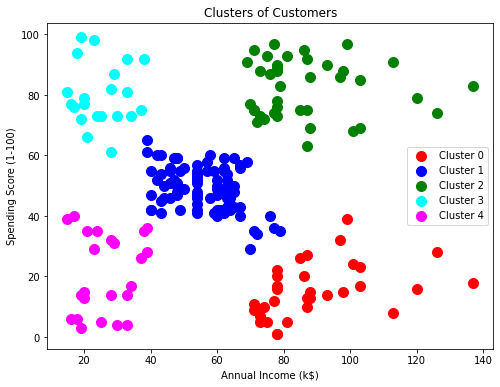 Clusters of Customers
Spending Score (1-100)
100
80
60
40
20
0
Cluster 0
Cluster 1
Cluster 2
Cluster 3
Cluster 4
20
40
60
80
100
120
140
Annual Income (k$)